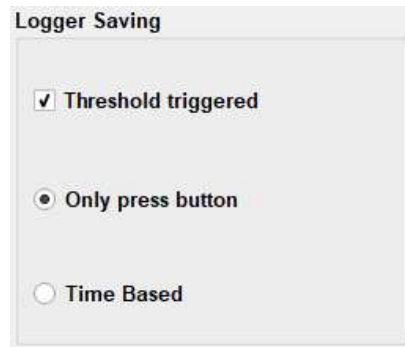 Logger Saving
Threshold triggered
Only press button
Time Based